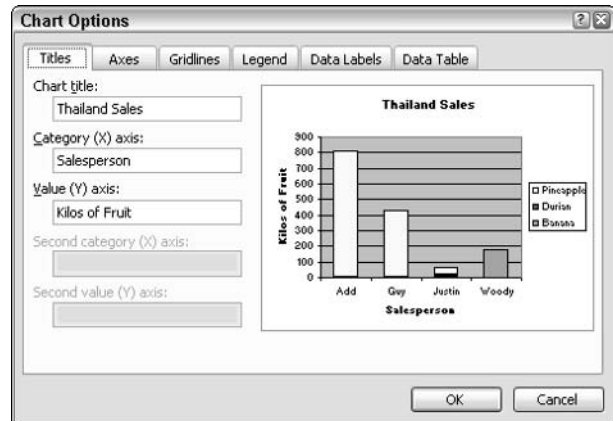 Chart Options
Titles
Axes
Gridlines
Legend
Data Labels
Data Table
Chart title:
Thailand Sales
Category (X) axis:
Salesperson
Value (Y) axis:
Kilos of Fruit
Second category (X) axis:
Second value (Y) axis:
Thailand Sales
Kilos of Fruit
900
800
700
600
500
400
300
200
100
0
Add
Guy
Justin
Woody
Salesperson
Pineapple
Durian
Banana
OK
Cancel